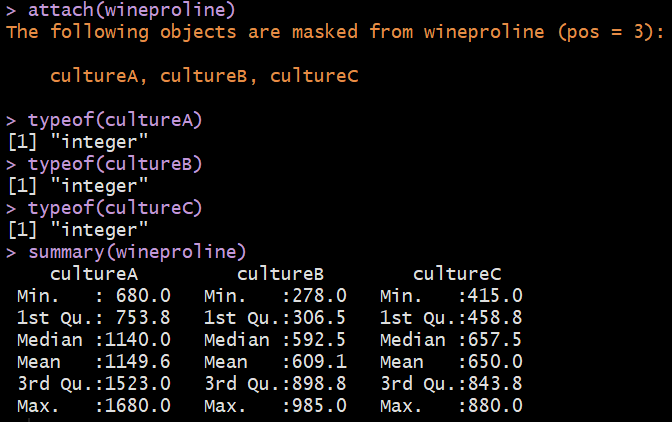 > attach(wineproline)
The following objects are masked from wineproline (pos = 3):
cultureA, cultureB, cultureC
> typeof(cultureA)
[1] "integer"
> typeof(cultureB)
[1] "integer"
> typeof(cultureC)
[1] "integer"
> summary(wineproline)
cultureA cultureB cultureC
Min. : 680.0 Min. :278.0 Min. :415.0
1st Qu.: 753.8 1st Qu.:306.5 1st Qu.:458.8
Median :1140.0 Median :592.5 Median :657.5
Mean :1149.6 Mean :609.1 Mean :650.0
3rd Qu.:1523.0 3rd Qu.:898.8 3rd Qu.:843.8
Max. :1680.0 Max. :985.0 Max. :880.0